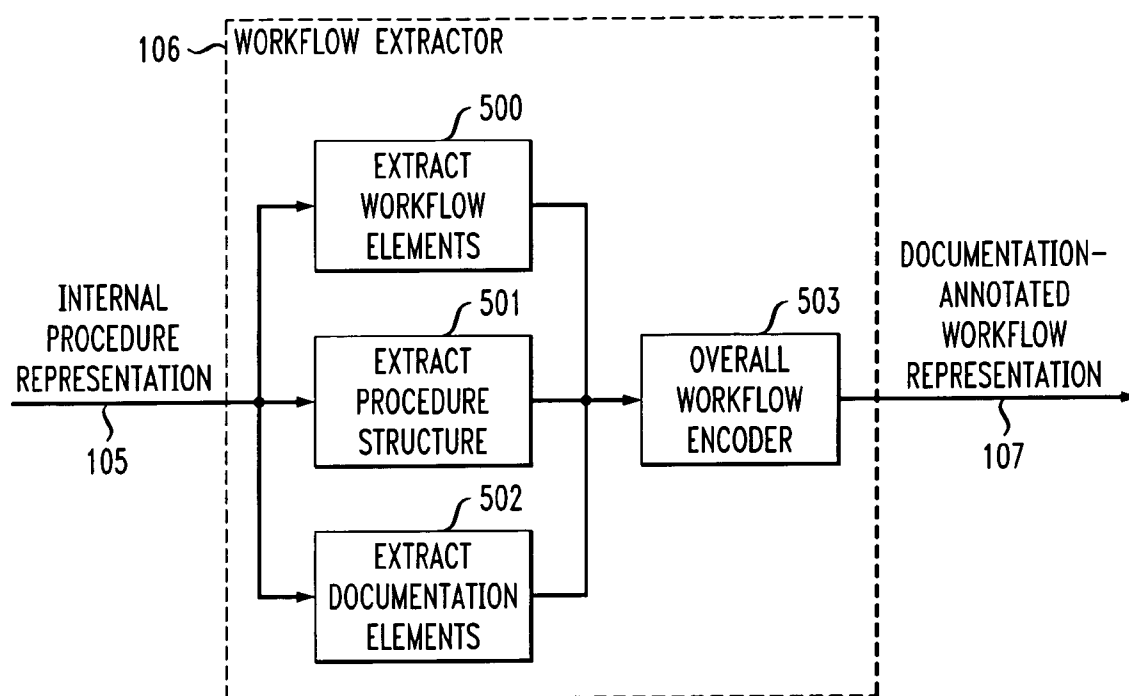 106
WORKFLOW EXTRACTOR
500
EXTRACT
WORKFLOW
ELEMENTS
INTERNAL
PROCEDURE
REPRESENTATION
105
501
EXTRACT
PROCEDURE
STRUCTURE
502
EXTRACT
DOCUMENTATION
ELEMENTS
503
OVERALL
WORKFLOW
ENCODER
DOCUMENTATION-
ANNOTATED
WORKFLOW
REPRESENTATION
107